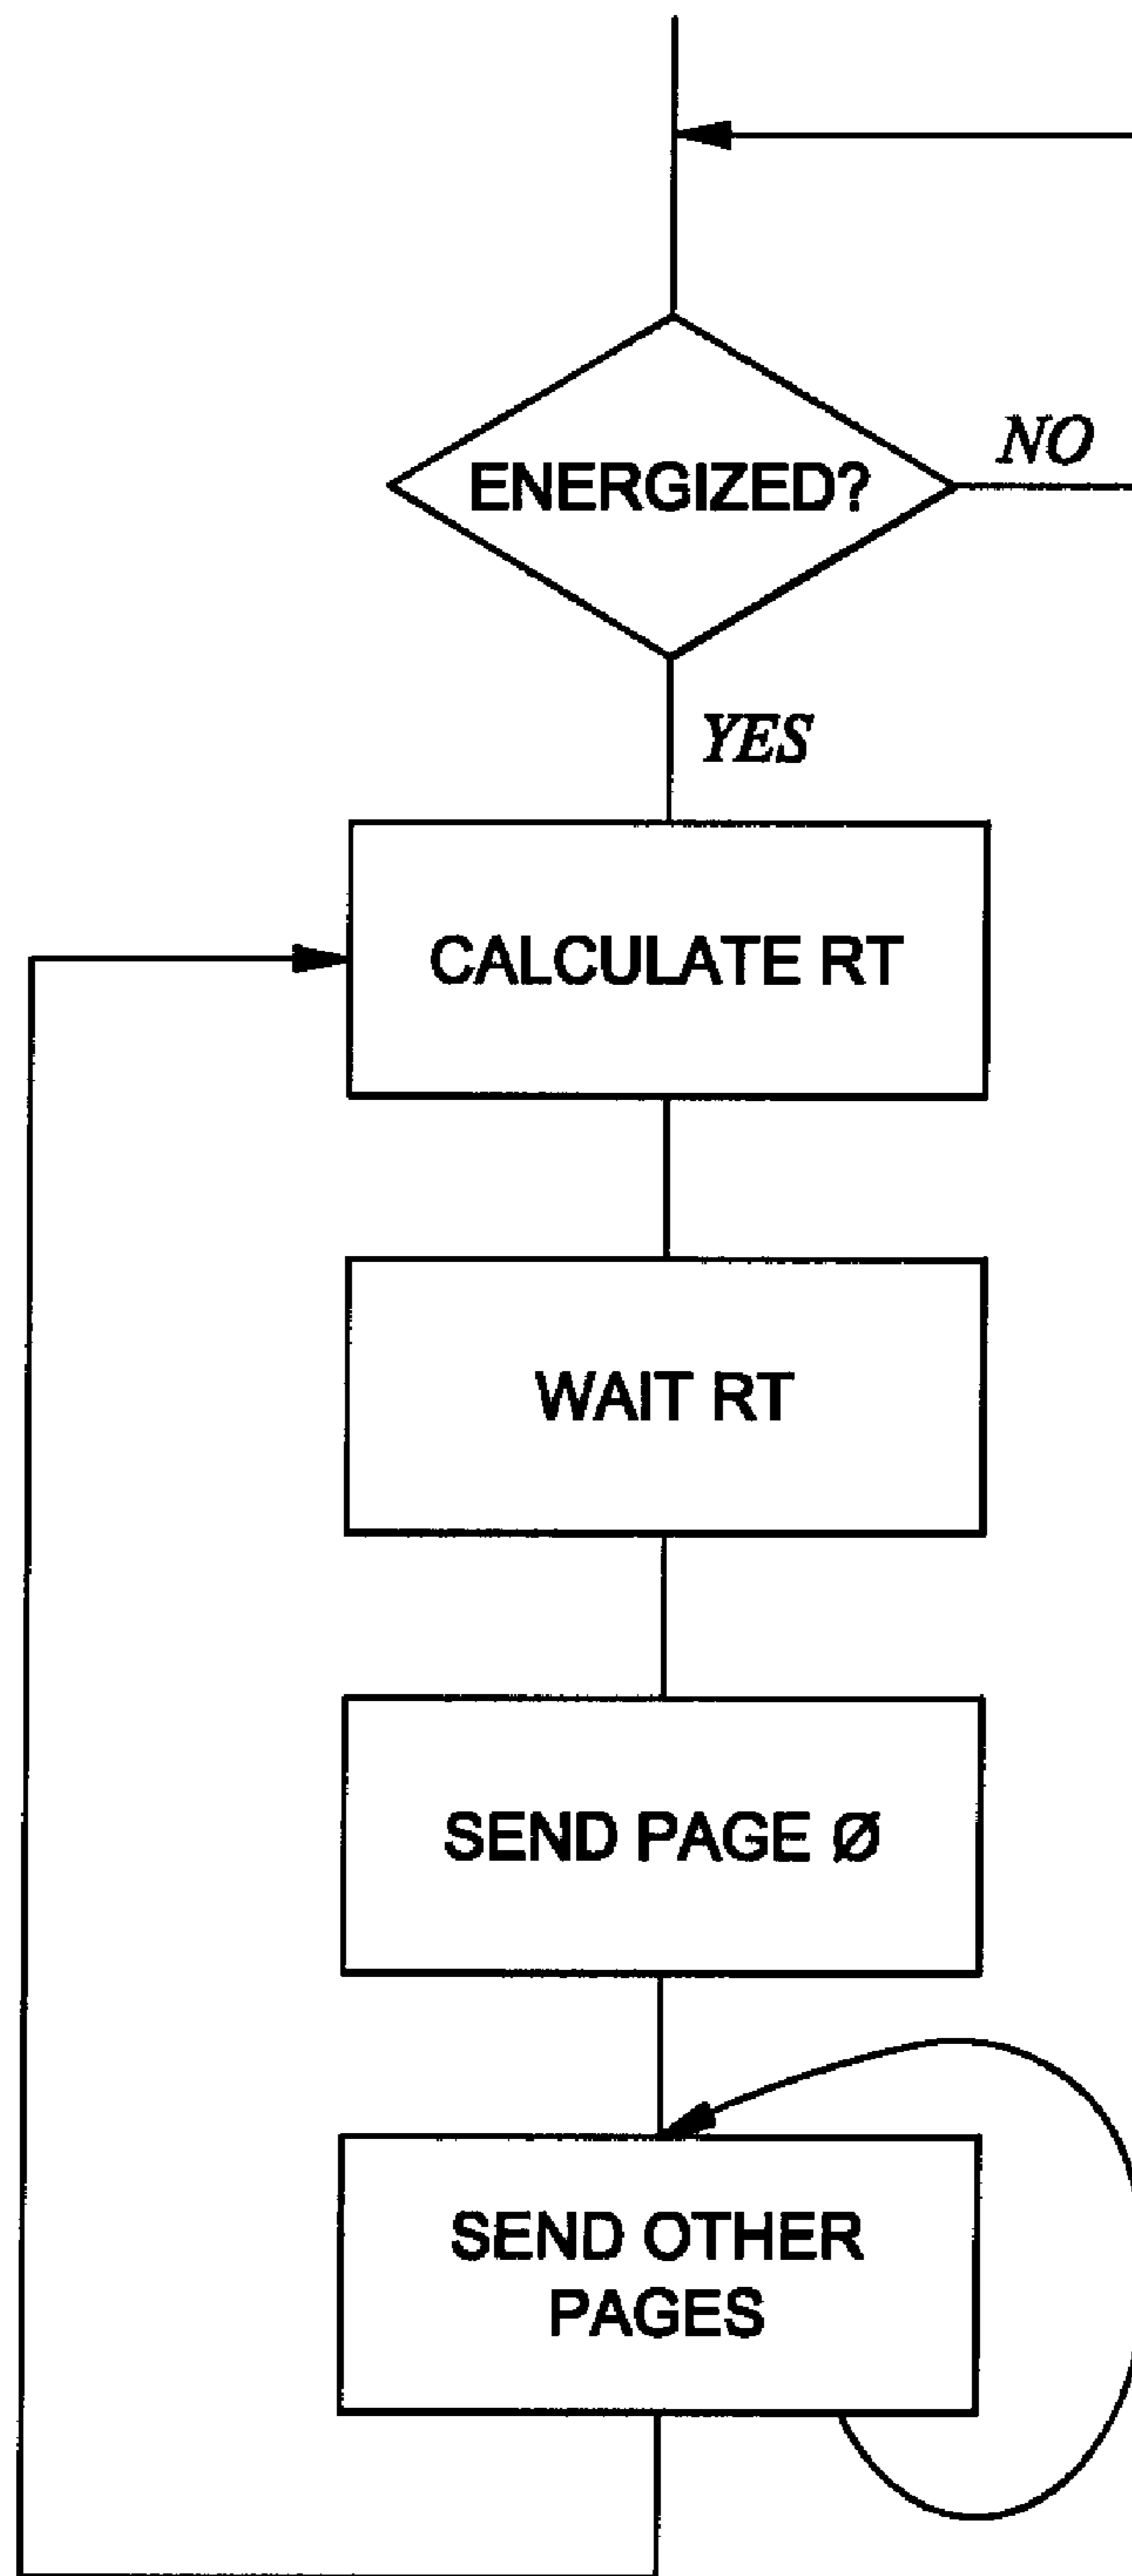 ENERGIZED?
NO
YES
CALCULATE RT
WAIT RT
SEND PAGE Ø
SEND OTHER
PAGES